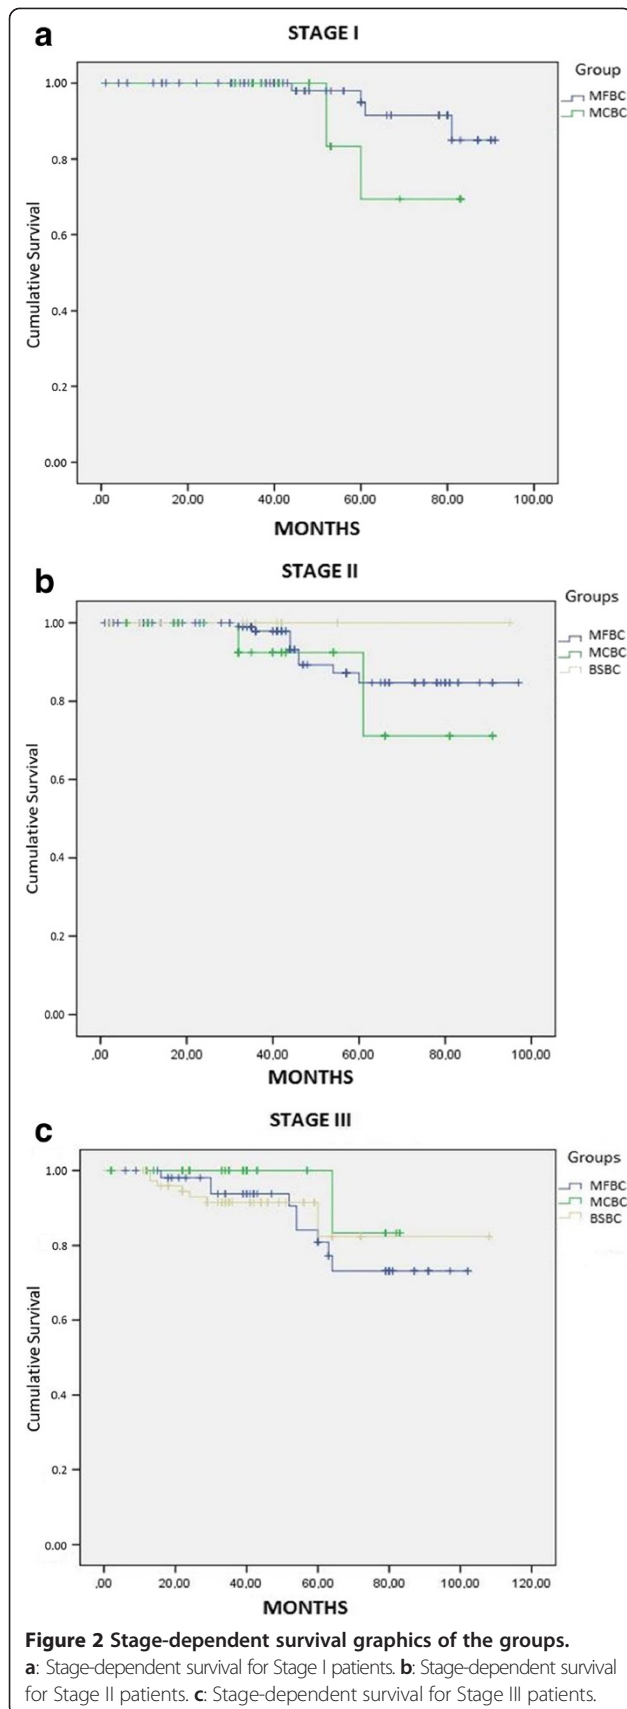 a
STAGE I
Group
MFBC
MCBC
1.00
0.8
0.6
0.4
0.2
0.00
Cumulative Survival
.00 20.00 40.00 60.00 80.00 100.00
MONTHS
b
STAGE II
Groups
MFBC
MCBC
BSBC
1.00
0.8
0.6
0.4
0.2
0.00
Cumulative Survival
.00 20.00 40.00 60.00 80.00 100.00
MONTHS
c
STAGE III
Groups
MFBC
MCBC
BSBC
1.00
0.8
0.6
0.4
0.2
0.00
Cumulative Survival
.00 20.00 40.00 60.00 80.00 100.00 120.00
MONTHS
Figure 2 Stage-dependent survival graphics of the groups.
a: Stage-dependent survival for Stage I patients. b: Stage-dependent survival
for Stage II patients. c: Stage-dependent survival for Stage III patients.